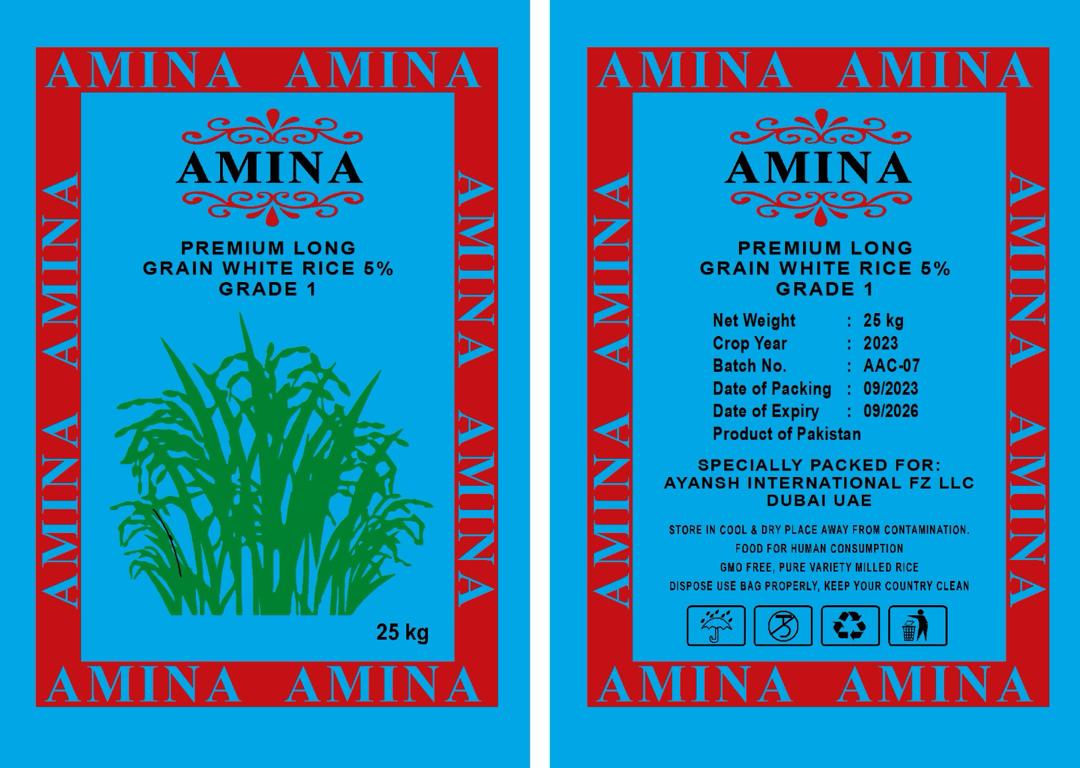 AMINA AMINA
AMINA
AMINA
AMINA
AMINA
AMINA
PREMIUM LONG
GRAIN WHITE RICE 5%
GRADE 1
25 kg
AMINA AMINA
AMINA AMINA
AMINA
AMINA
AMINA
AMINA
AMINA
PREMIUM LONG
GRAIN WHITE RICE 5%
GRADE 1
Net Weight : 25 kg
Crop Year : 2023
Batch No. : AAC-07
Date of Packing : 09/2023
Date of Expiry : 09/2026
Product of Pakistan
SPECIALLY PACKED FOR:
AYANSH INTERNATIONAL FZ LLC
DUBAI UAE
STORE IN COOL & DRY PLACE AWAY FROM CONTAMINATION.
FOOD FOR HUMAN CONSUMPTION
GMO FREE, PURE VARIETY MILLED RICE
DISPOSE USE BAG PROPERLY, KEEP YOUR COUNTRY CLEAN
AMINA AMINA